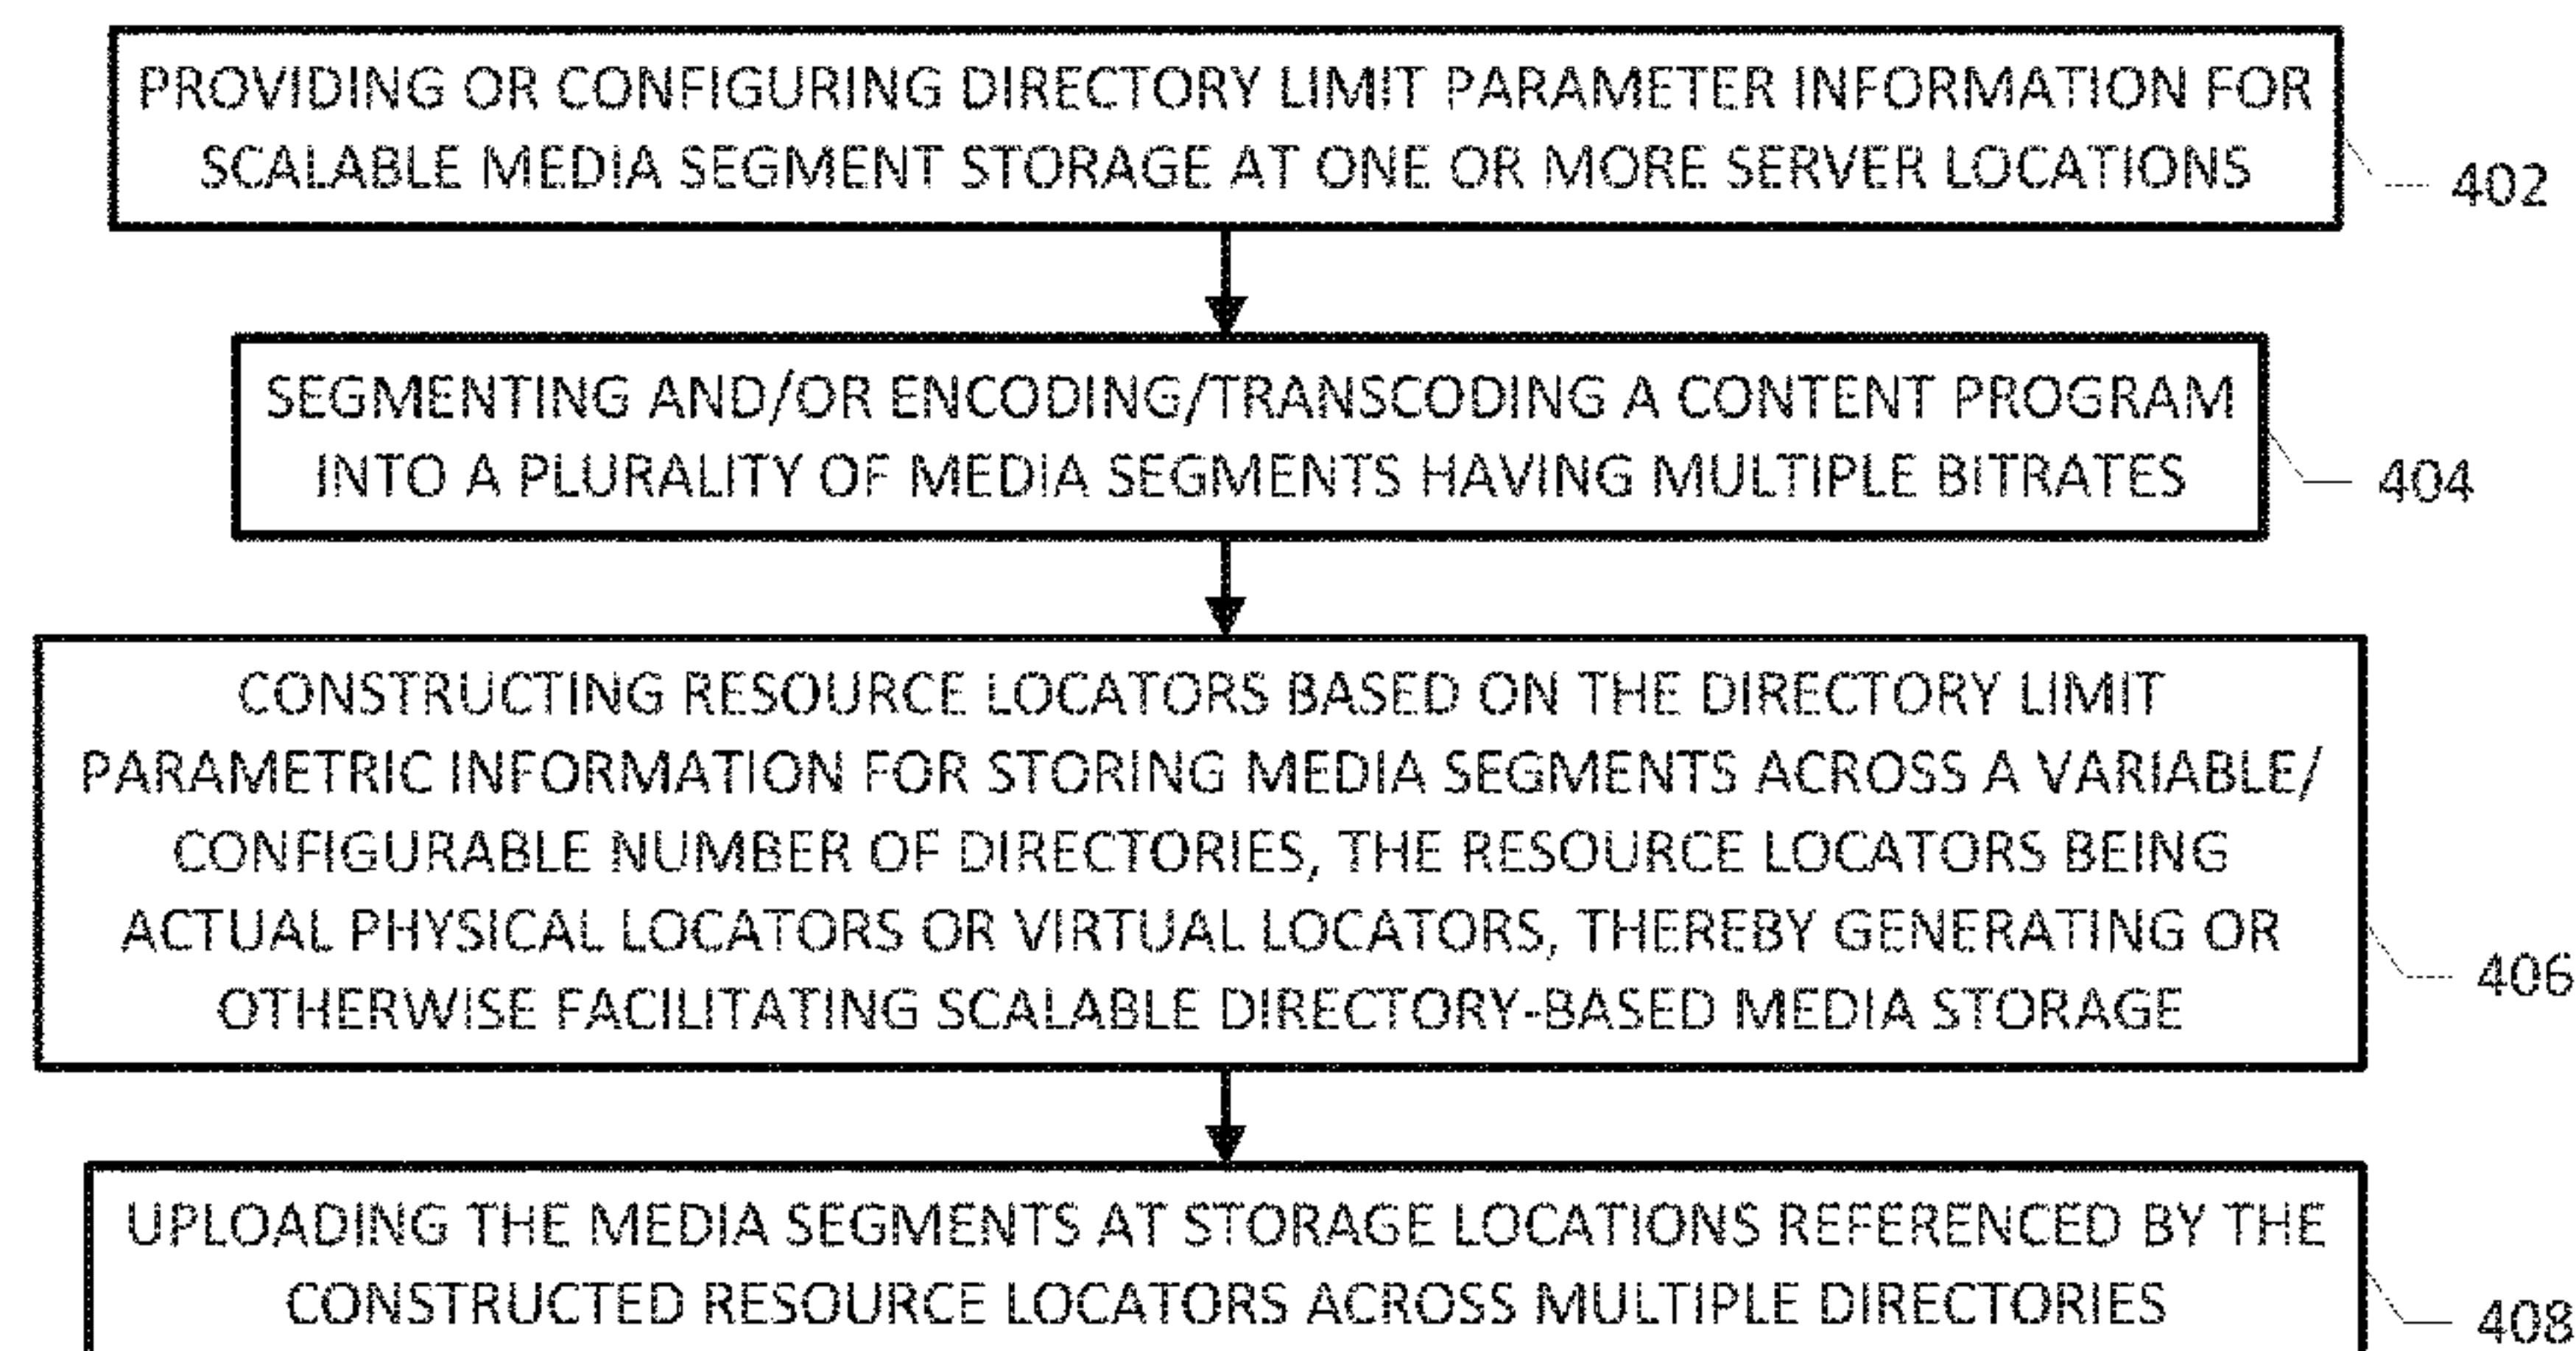 PROVIDING OR CONFIGURING DIRECTORY LIMIT PARAMETER INFORMATION FOR
SCALABLE MEDIA SEGMENT STORAGE AT ONE OR MORE SERVER LOCATIONS
402
SEGMENTING AND/OR ENCODING/TRANSCODING A CONTENT PROGRAM
INTO A PLURALITY OF MEDIA SEGMENTS HAVING MULTIPLE BITRATES
404
CONSTRUCTING RESOURCE LOCATORS BASED ON THE DIRECTORY LIMIT
PARAMETRIC INFORMATION FOR STORING MEDIA SEGMENTS ACROSS A VARIABLE/
CONFIGURABLE NUMBER OF DIRECTORIES, THE RESOURCE LOCATORS BEING
ACTUAL PHYSICAL LOCATORS OR VIRTUAL LOCATORS, THEREBY GENERATING OR
OTHERWISE FACILITATING SCALABLE DIRECTORY-BASED MEDIA STORAGE
406
UPLOADING THE MEDIA SEGMENTS AT STORAGE LOCATIONS REFERENCED BY THE
CONSTRUCTED RESOURCE LOCATORS ACROSS MULTIPLE DIRECTORIES
408